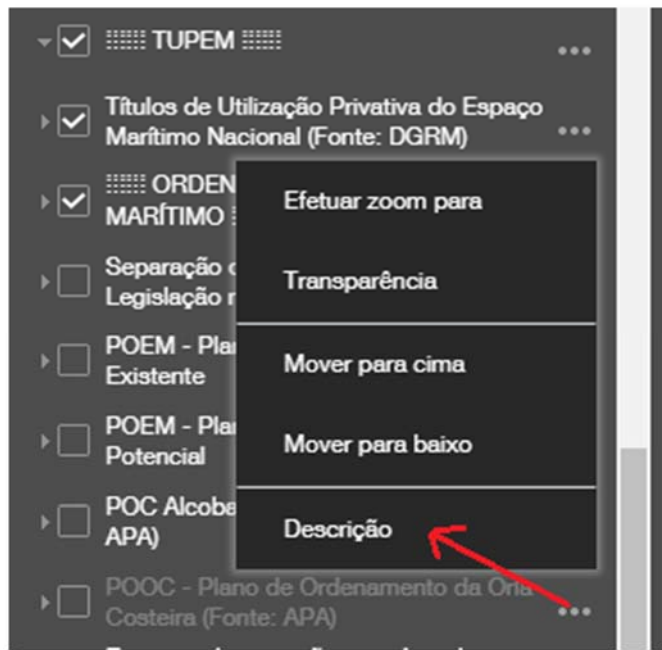 TUPEM
Títulos de Utilização Privativa do Espaço
Marítimo Nacional (Fonte: DGRM)
ORDEN
MARÍTIMO
Separação
Legislação
POEM - Pla
Existente
POEM - Pla
Potencial
POC Alcoba
APA)
POOC - Plano de Ordenamento da Orla
Costeira (Fonte: APA)
Efetuar zoom para
Transparência
Mover para cima
Mover para baixo
Descrição